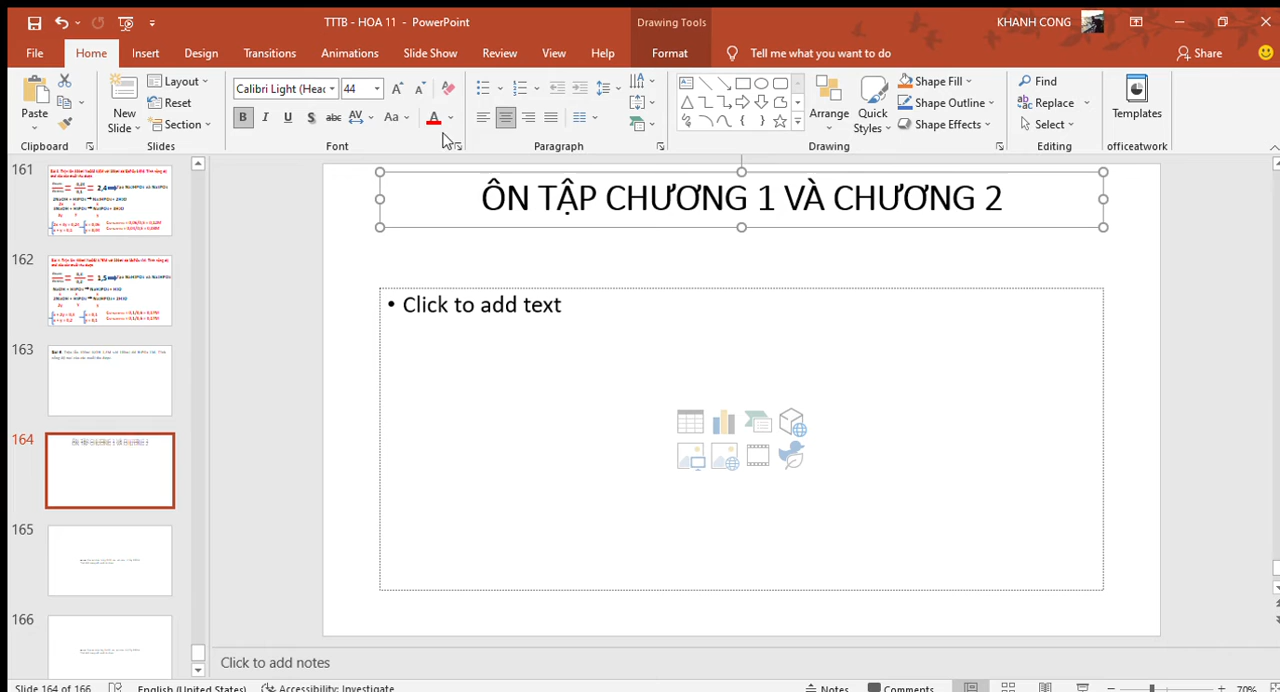 TTTB - HOA 11 - PowerPoint
Drawing Tools
KHANH CONG
File Home Insert Design Transitions Animations Slide Show Review View Help Format Tell me what you want to do Share
Paste
New Slide
Layout
Reset
Section
Calibri Light (Hea 44
B I U S abc AV Aa A
Arrange
Quick Styles
Shape Fill
Shape Outline
Shape Effects
Find
Replace
Select
Templates
Clipboard Slides Font Paragraph Drawing Editing officeatwork
161
162
163
164
165
166
ÔN TẬP CHƯƠNG 1 VÀ CHƯƠNG 2
• Click to add text
Click to add notes
Slide 164 of 166 English (United States) Accessibility: Investigate Notes Comments 70%